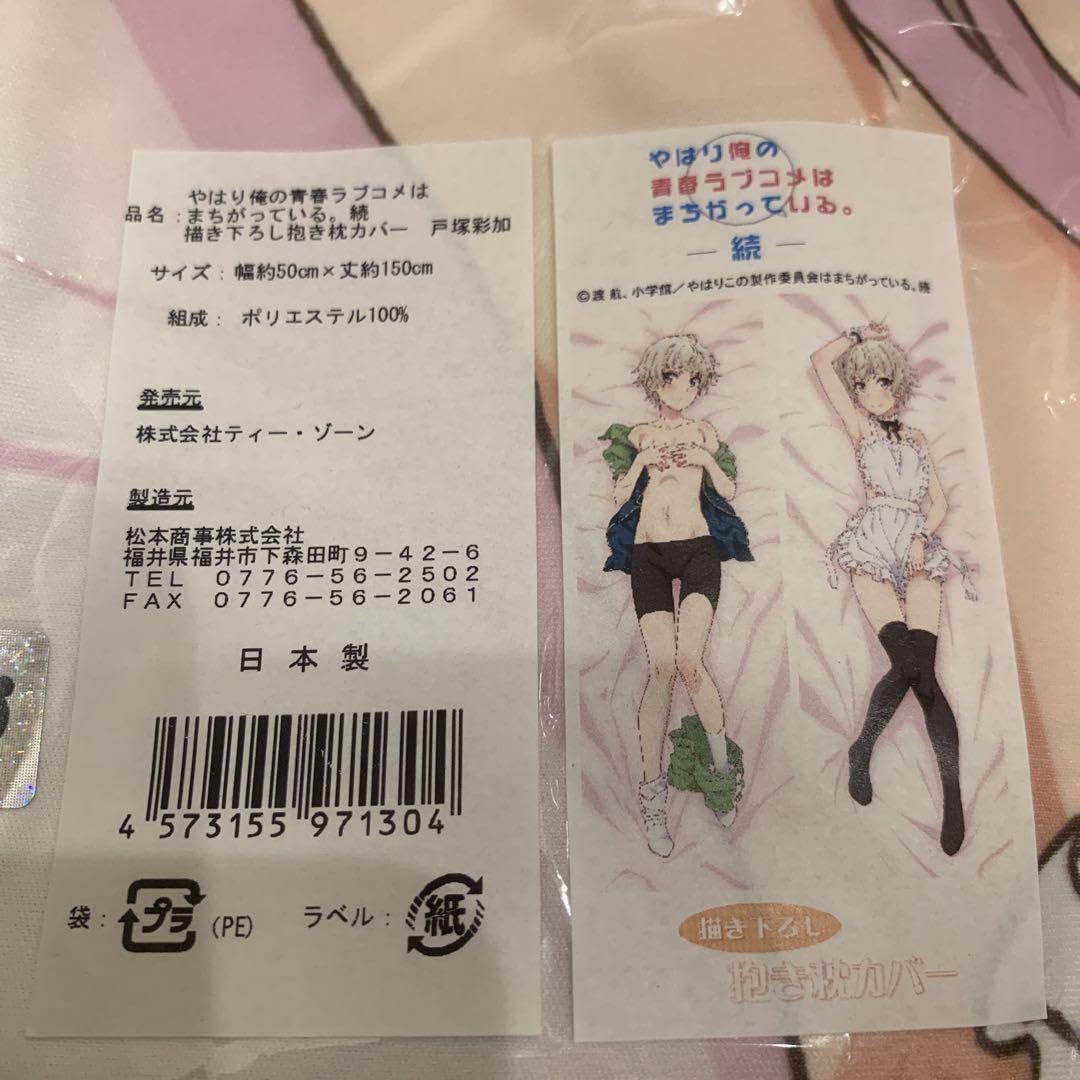 やはり俺の青春ラブコメは
品名：まちがっている。続
描き下ろし抱き枕カバー　戸塚彩加
サイズ：幅約50cm×丈約150cm
組成：ポリエステル100%
発売元
株式会社ティー・ゾーン
製造元
松本商事株式会社
福井県福井市下森田町９－４２－６
ＴＥＬ　０７７６－５６－２５０２
ＦＡＸ　０７７６－５６－２０６１
日本製
4 573155 971304
袋：プラ(PE)　ラベル：紙
やはり俺の
青春ラブコメは
まちがっている。
― 続 ―
©渡 航、小学館／やはりこの製作委員会はまちがっている。続
描き下ろし
抱き枕カバー